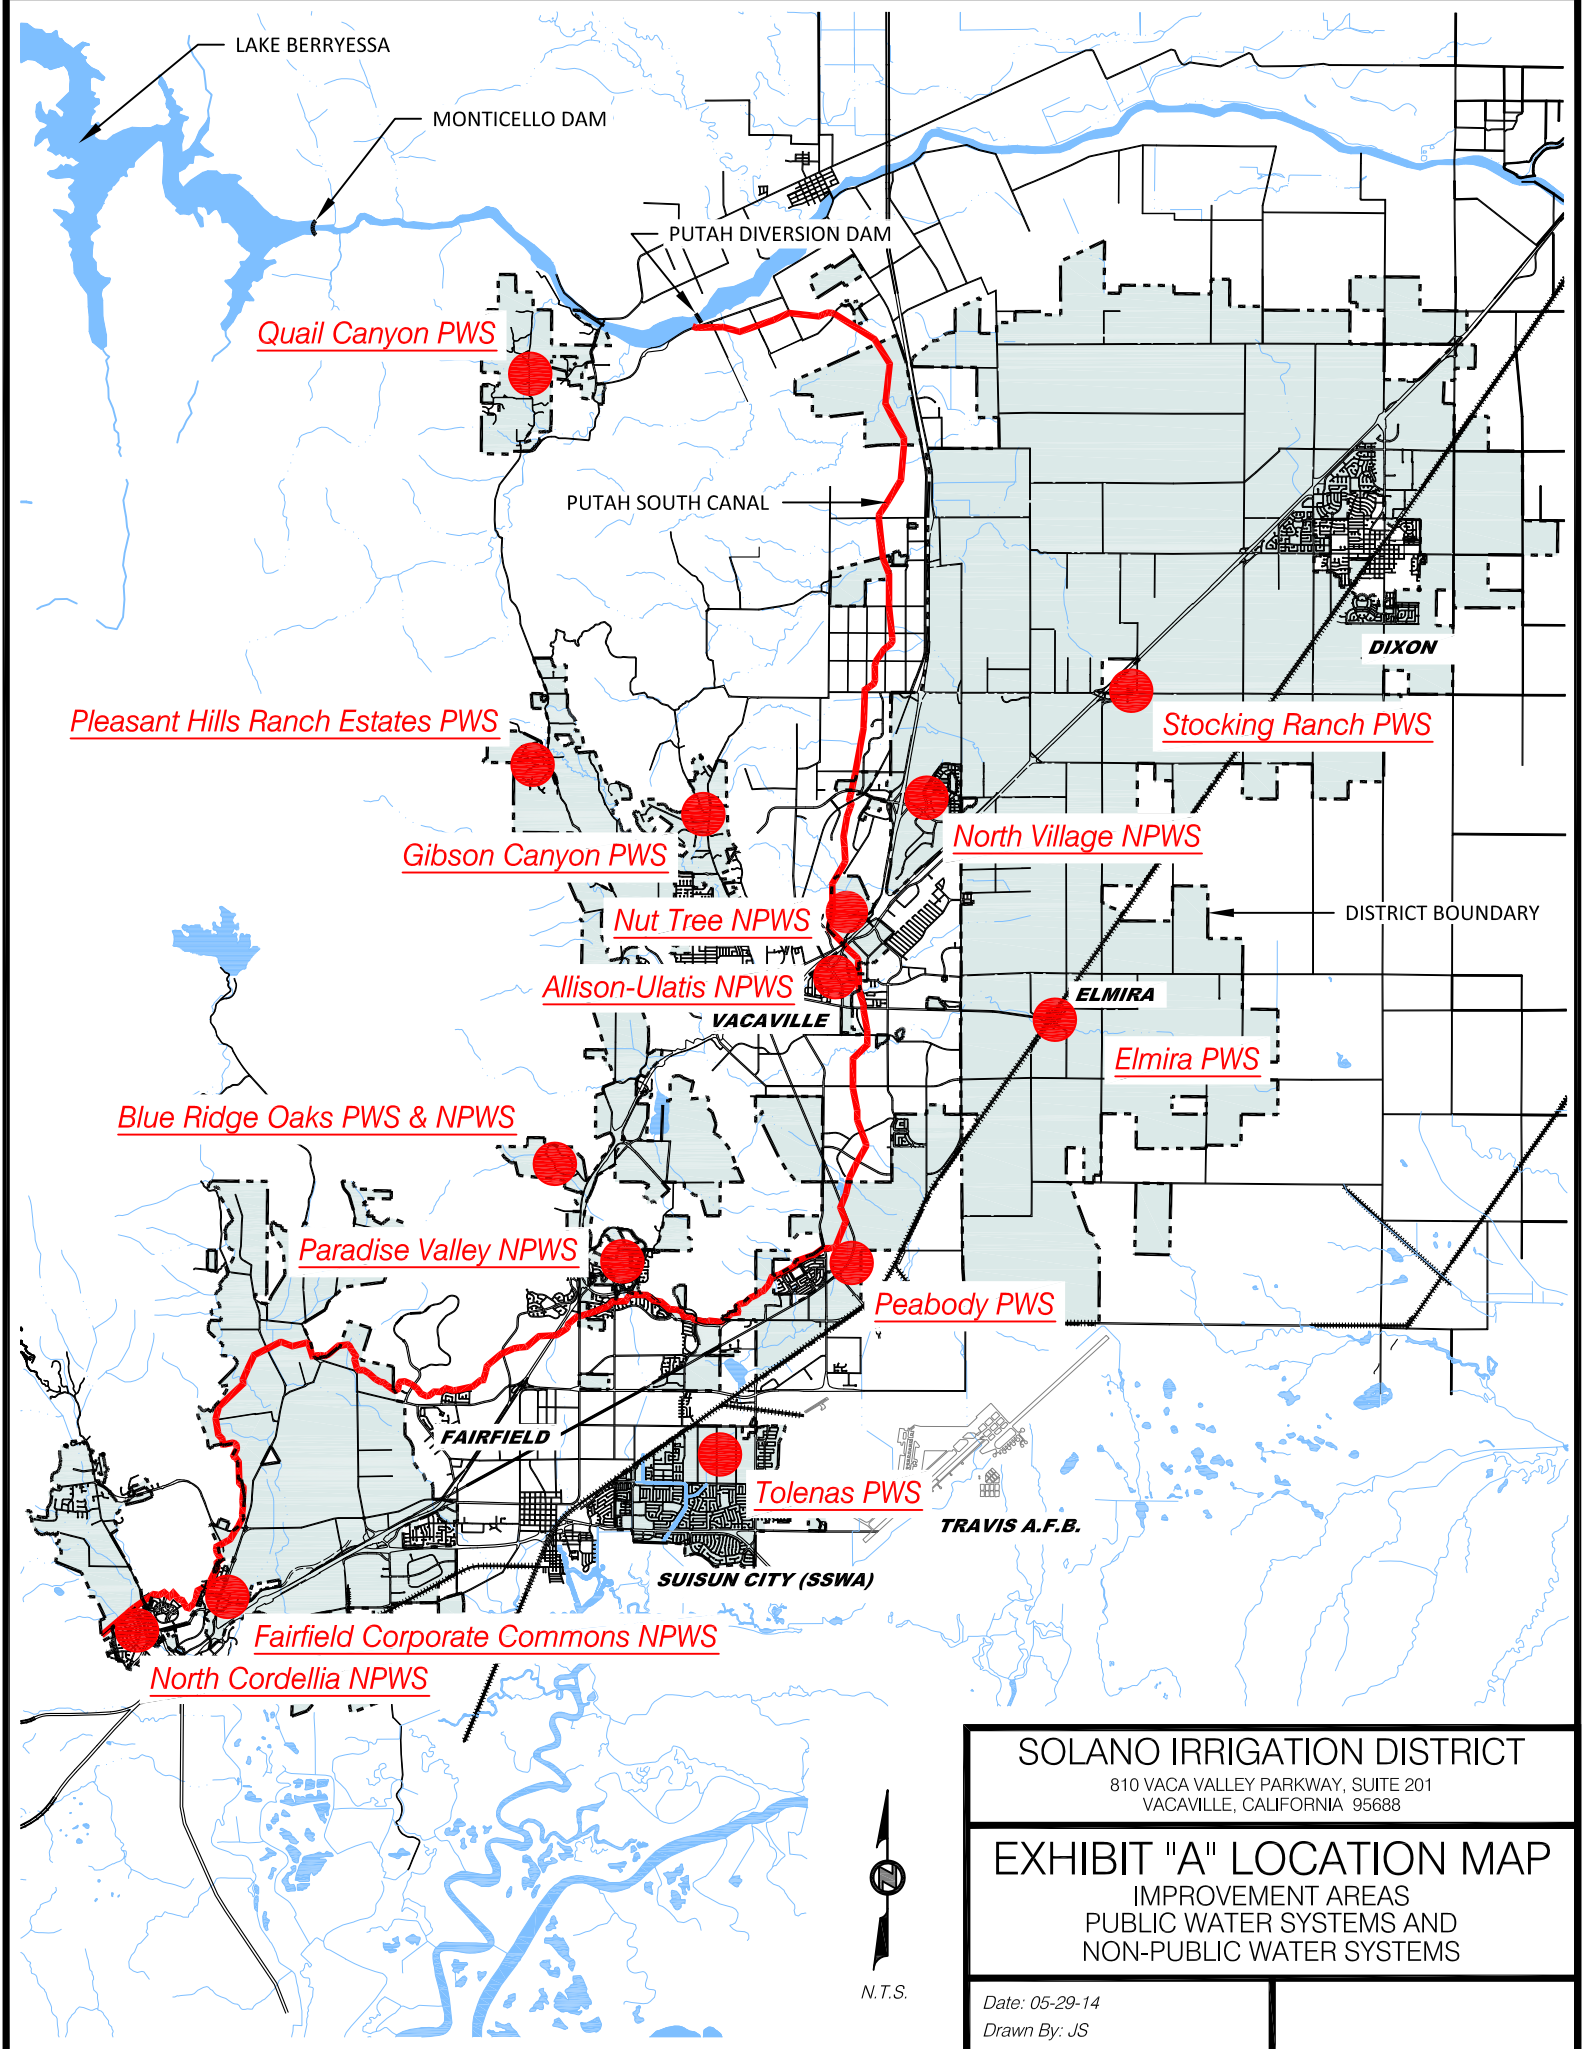 LAKE BERRYESSA
MONTICELLO DAM
PUTAH DIVERSION DAM
Quail Canyon PWS
PUTAH SOUTH CANAL
DIXON
Pleasant Hills Ranch Estates PWS
Stocking Ranch PWS
North Village NPWS
Gibson Canyon PWS
Nut Tree NPWS
DISTRICT BOUNDARY
Allison-Ulatis NPWS
ELMIRA
VACAVILLE
Elmira PWS
Blue Ridge Oaks PWS & NPWS
Paradise Valley NPWS
Peabody PWS
FAIRFIELD
Tolenas PWS
TRAVIS A.F.B.
SUISUN CITY (SSWA)
Fairfield Corporate Commons NPWS
North Cordellia NPWS
SOLANO IRRIGATION DISTRICT
810 VACA VALLEY PARKWAY, SUITE 201
VACAVILLE, CALIFORNIA 95688
EXHIBIT "A" LOCATION MAP
IMPROVEMENT AREAS
PUBLIC WATER SYSTEMS AND
NON-PUBLIC WATER SYSTEMS
N
N.T.S.
Date: 05-29-14
Drawn By: JS